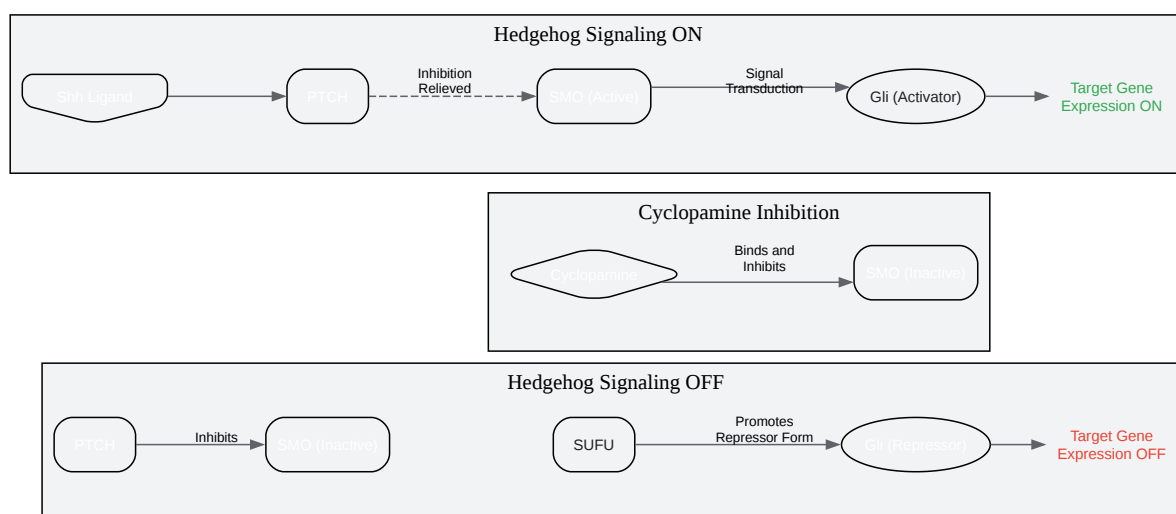 Hedgehog Signaling ON
Shh Ligand
PTCH
Inhibition
Relieved
SMO (Active)
Signal
Transduction
Gli (Activator)
Target Gene
Expression ON
Cyclopamine Inhibition
Cyclopamine
Binds and
Inhibits
SMO (Inactive)
Hedgehog Signaling OFF
PTCH
Inhibits
SMO (Inactive)
SUFU
Promotes
Repressor Form
Gli (Repressor)
Target Gene
Expression OFF